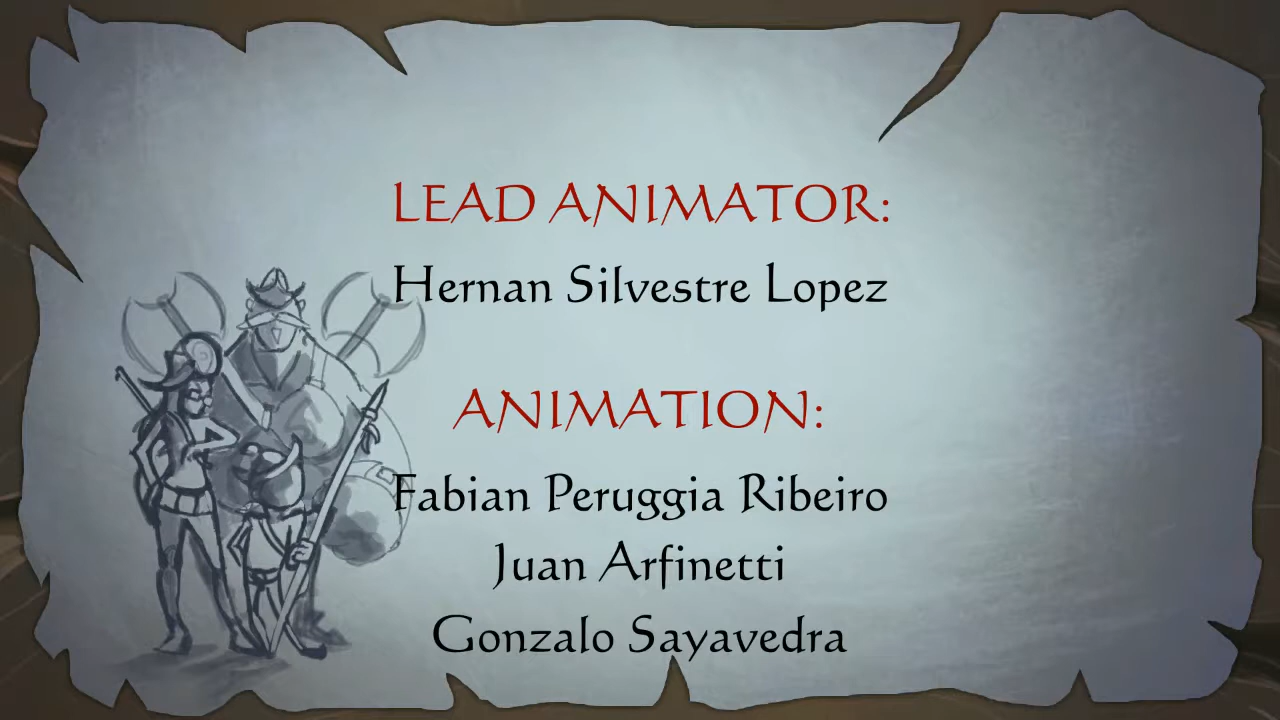 LEAD ANIMATOR:
Hernan Silvestre Lopez
ANIMATION:
Fabian Peruggia Ribeiro
Juan Arfinetti
Gonzalo Sayavedra